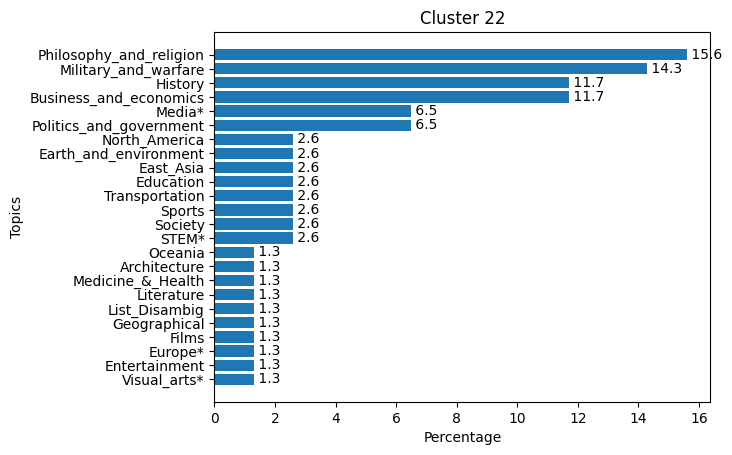 Cluster 22
Topics
Philosophy_and_religion 15.6
Military_and_warfare 14.3
History 11.7
Business_and_economics 11.7
Media* 6.5
Politics_and_government 6.5
North_America 2.6
Earth_and_environment 2.6
East_Asia 2.6
Education 2.6
Transportation 2.6
Sports 2.6
Society 2.6
STEM* 2.6
Oceania 1.3
Architecture 1.3
Medicine_&_Health 1.3
Literature 1.3
List_Disambig 1.3
Geographical 1.3
Films 1.3
Europe* 1.3
Entertainment 1.3
Visual_arts* 1.3
0 2 4 6 8 10 12 14 16
Percentage